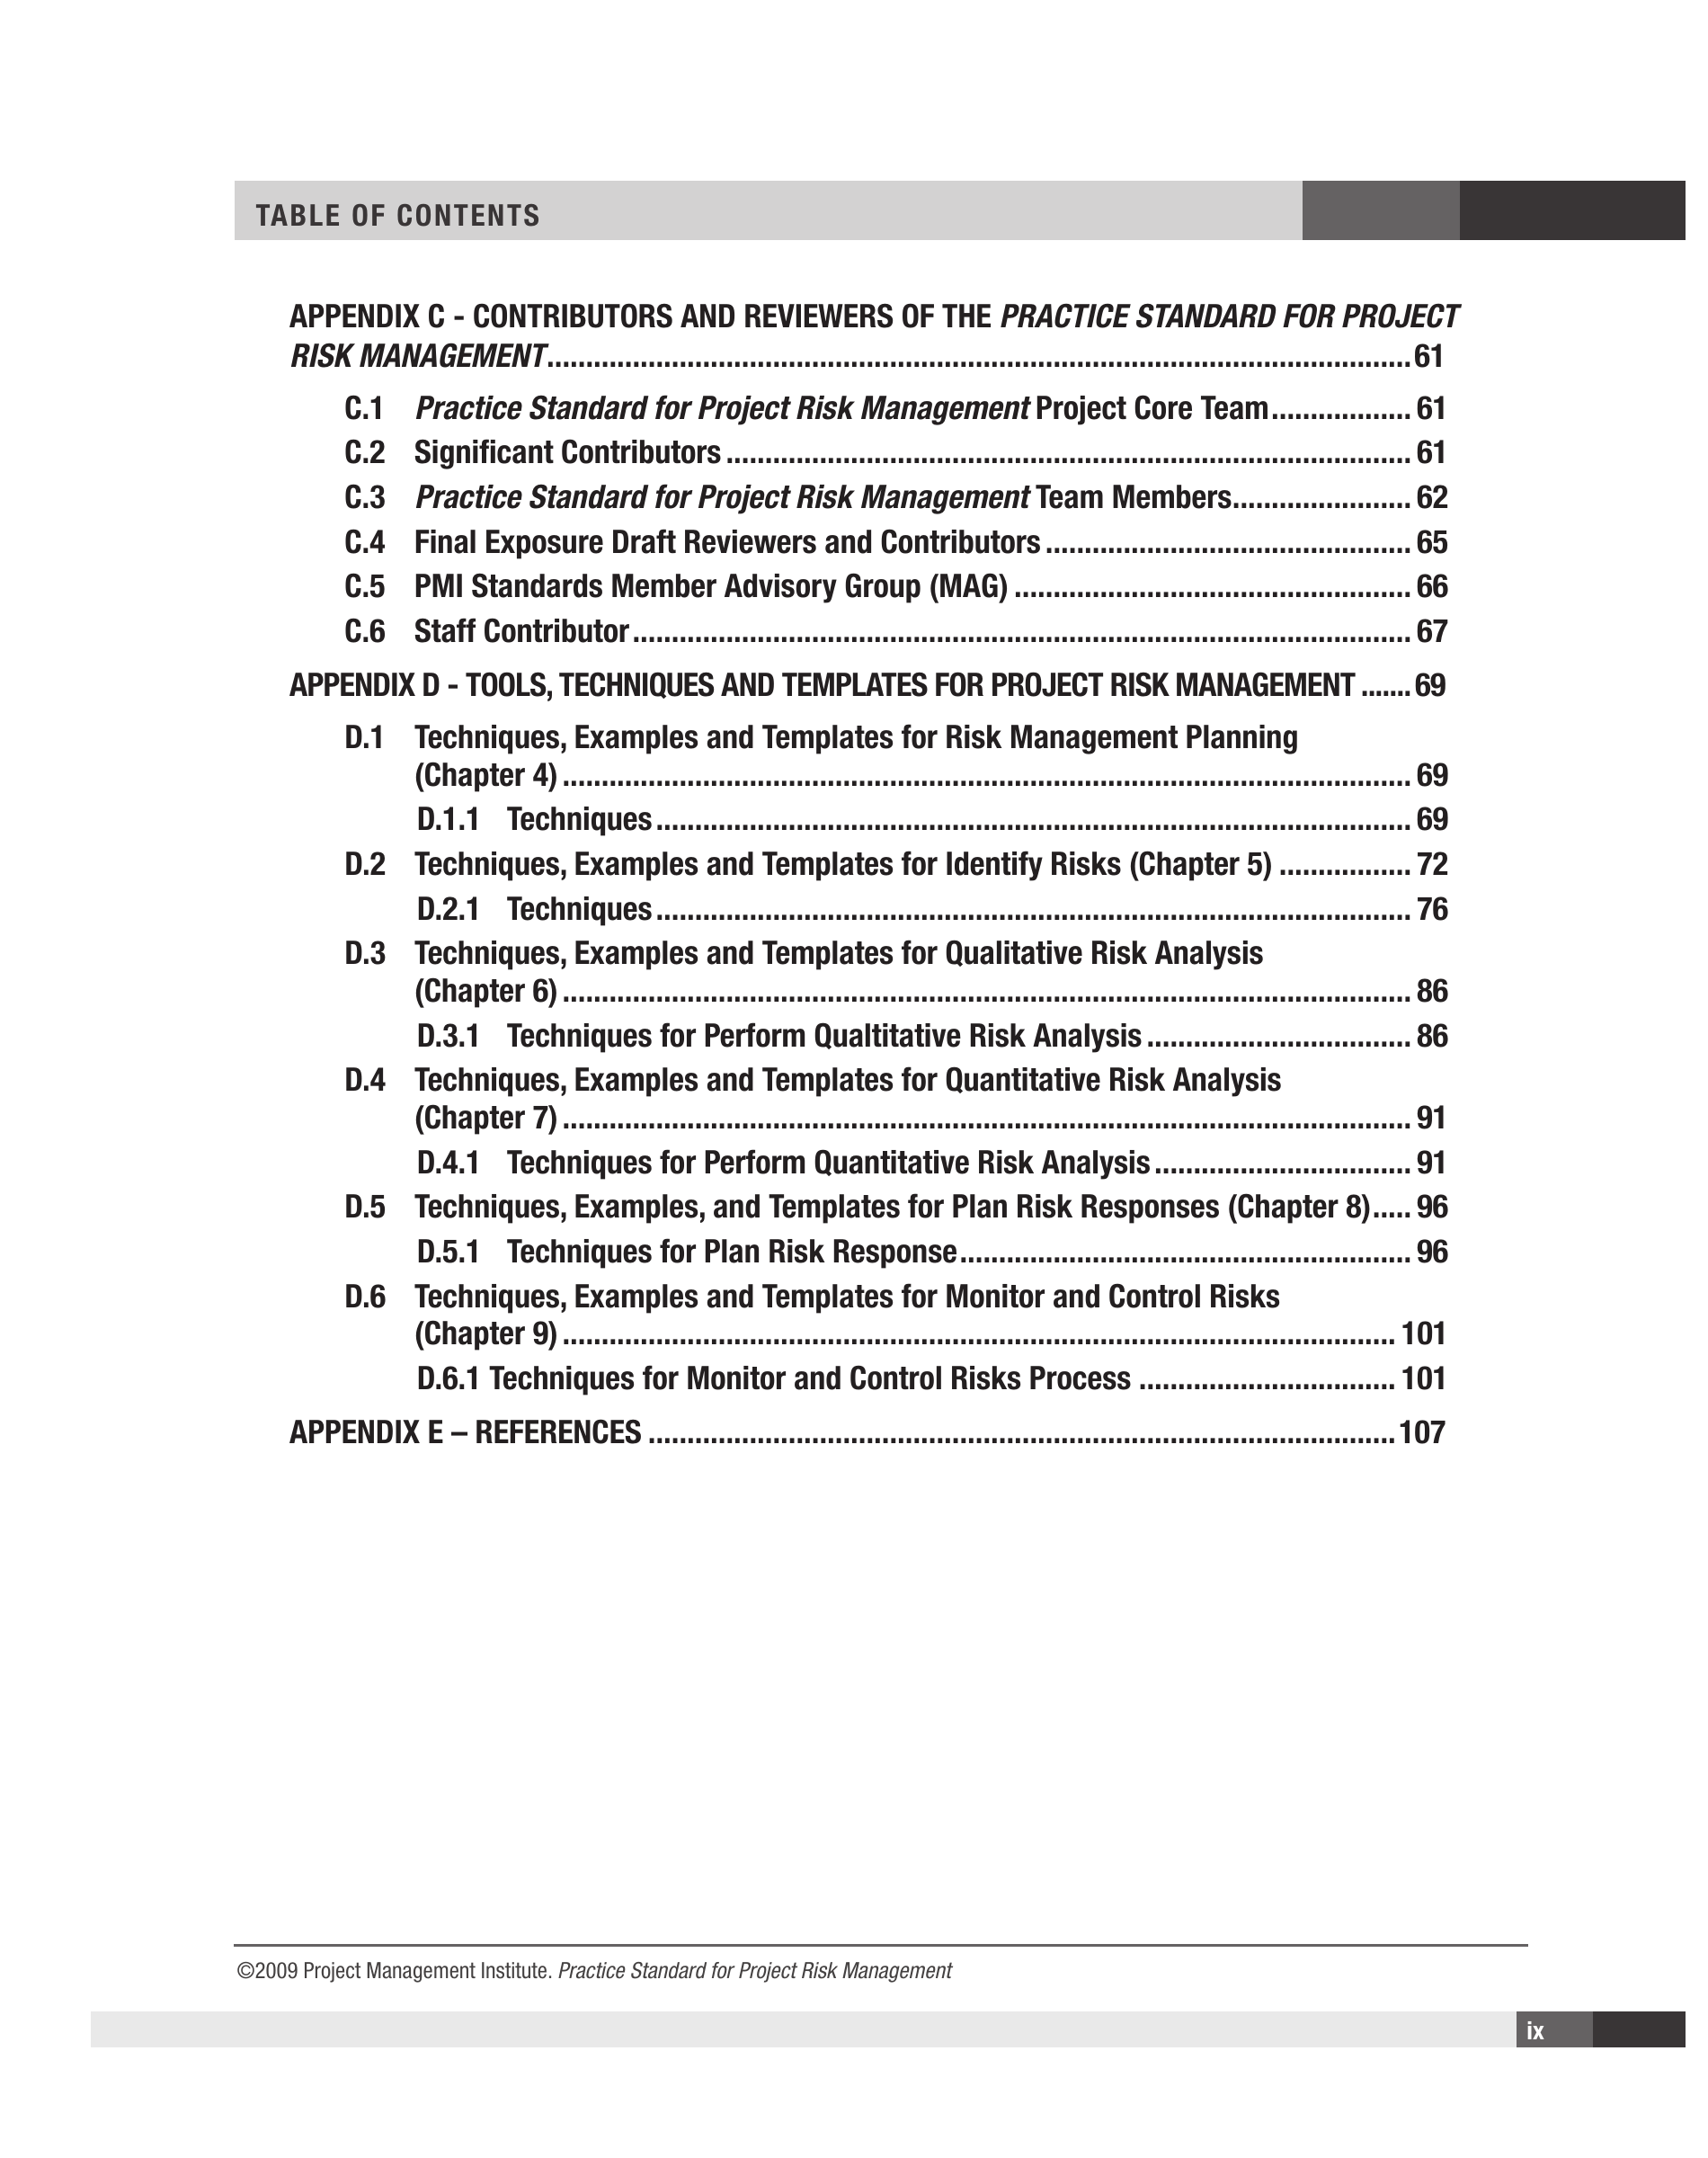 TABLE OF CONTENTS
APPENDIX C - CONTRIBUTORS AND REVIEWERS OF THE PRACTICE STANDARD FOR PROJECT
RISK MANAGEMENT.....61
C.1 Practice Standard for Project Risk Management Project Core Team.....61
C.2 Significant Contributors.....61
C.3 Practice Standard for Project Risk Management Team Members.....62
C.4 Final Exposure Draft Reviewers and Contributors.....65
C.5 PMI Standards Member Advisory Group (MAG).....66
C.6 Staff Contributor.....67
APPENDIX D - TOOLS, TECHNIQUES AND TEMPLATES FOR PROJECT RISK MANAGEMENT.....69
D.1 Techniques, Examples and Templates for Risk Management Planning
(Chapter 4).....69
D.1.1 Techniques.....69
D.2 Techniques, Examples and Templates for Identify Risks (Chapter 5).....72
D.2.1 Techniques.....76
D.3 Techniques, Examples and Templates for Qualitative Risk Analysis
(Chapter 6).....86
D.3.1 Techniques for Perform Qualtitative Risk Analysis.....86
D.4 Techniques, Examples and Templates for Quantitative Risk Analysis
(Chapter 7).....91
D.4.1 Techniques for Perform Quantitative Risk Analysis.....91
D.5 Techniques, Examples, and Templates for Plan Risk Responses (Chapter 8).....96
D.5.1 Techniques for Plan Risk Response.....96
D.6 Techniques, Examples and Templates for Monitor and Control Risks
(Chapter 9).....101
D.6.1 Techniques for Monitor and Control Risks Process.....101
APPENDIX E – REFERENCES.....107
©2009 Project Management Institute. Practice Standard for Project Risk Management
ix